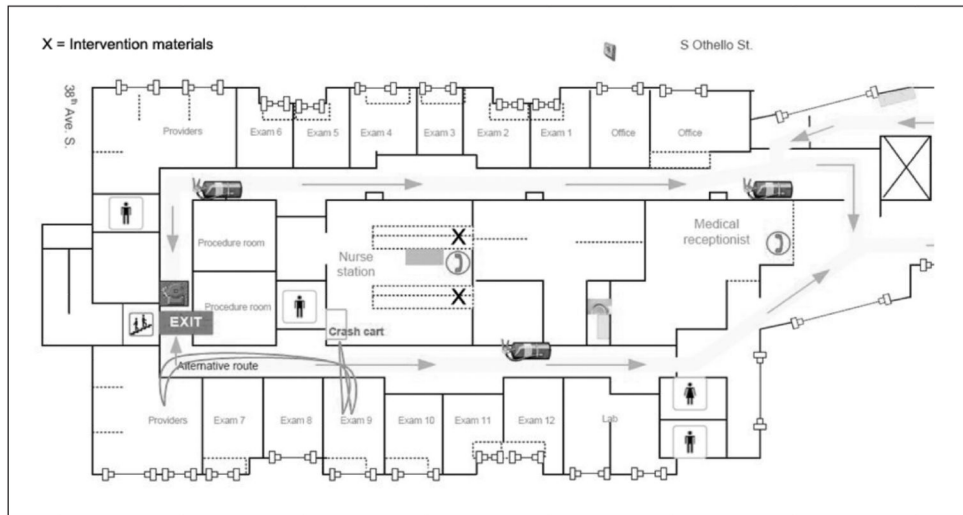 X = Intervention materials
S Othello St.
38th Ave. S.
Providers
Exam 6
Exam 5
Exam 4
Exam 3
Exam 2
Exam 1
Office
Office
Procedure room
Nurse
station
X
X
Medical
receptionist
Procedure room
EXIT
Crash cart
Alternative route
Providers
Exam 7
Exam 8
Exam 9
Exam 10
Exam 11
Exam 12
Lab